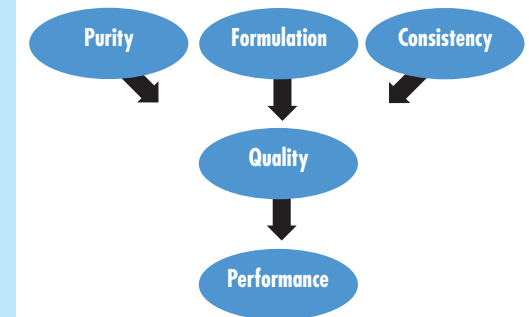 Purity
Formulation
Consistency
Quality
Performance